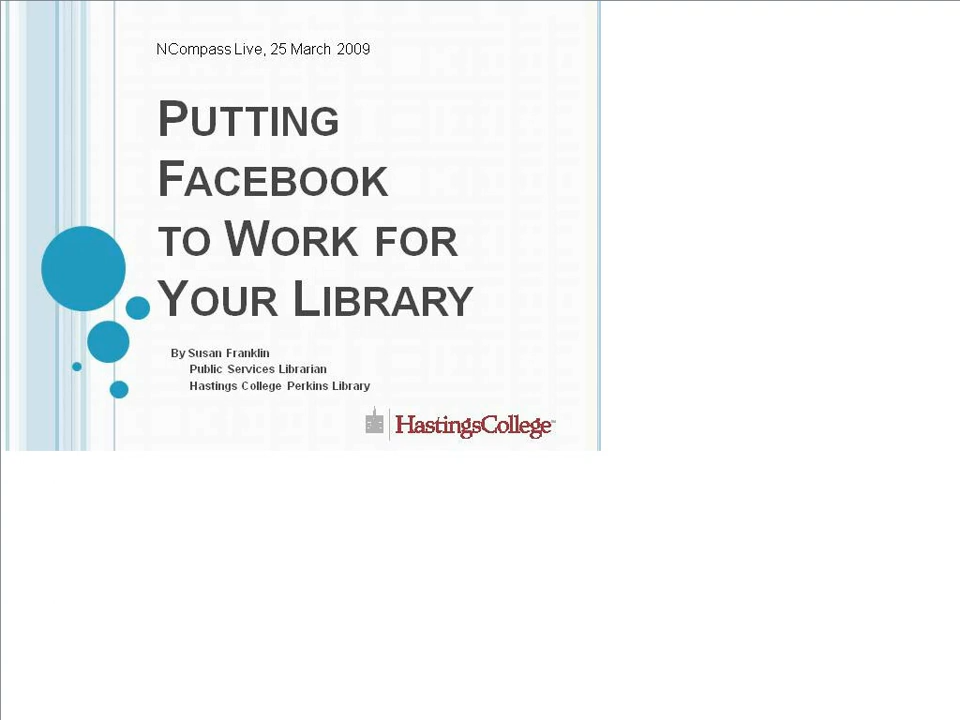 NCompass Live, 25 March 2009
PUTTING
FACEBOOK
TO WORK FOR
YOUR LIBRARY
By Susan Franklin
Public Services Librarian
Hastings College Perkins Library
HastingsCollege